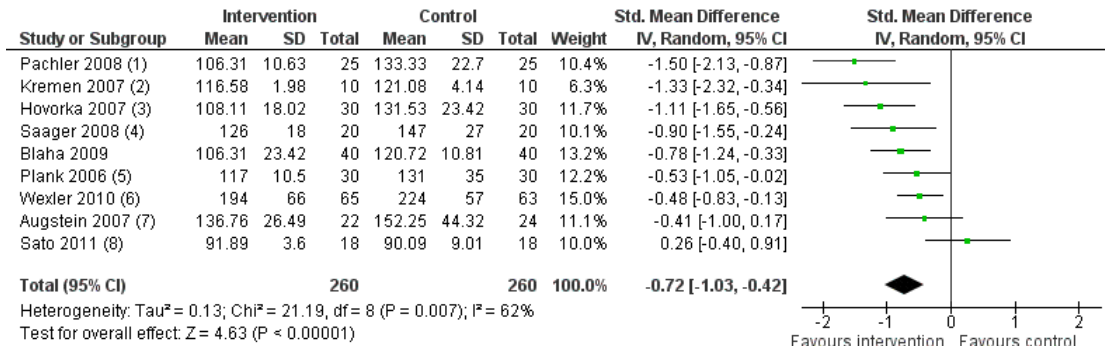 Intervention Control Std. Mean Difference Std. Mean Difference
Study or Subgroup Mean SD Total Mean SD Total Weight IV, Random, 95% CI IV, Random, 95% CI
Pachler 2008 (1) 106.31 10.63 25 133.33 22.7 25 10.4% -1.50 [-2.13, -0.87]
Kremen 2007 (2) 116.58 1.98 10 121.08 4.14 10 6.3% -1.33 [-2.32, -0.34]
Hovorka 2007 (3) 108.11 18.02 30 131.53 23.42 30 11.7% -1.11 [-1.65, -0.56]
Saager 2008 (4) 126 18 20 147 27 20 10.1% -0.90 [-1.55, -0.24]
Blaha 2009 106.31 23.42 40 120.72 10.81 40 13.2% -0.78 [-1.24, -0.33]
Plank 2006 (5) 117 10.5 30 131 35 30 12.2% -0.53 [-1.05, -0.02]
Wexler 2010 (6) 194 66 65 224 57 63 15.0% -0.48 [-0.83, -0.13]
Augstein 2007 (7) 136.76 26.49 22 152.25 44.32 24 11.1% -0.41 [-1.00, 0.17]
Sato 2011 (8) 91.89 3.6 18 90.09 9.01 18 10.0% 0.26 [-0.40, 0.91]
Total (95% CI) 260 260 100.0% -0.72 [-1.03, -0.42]
Heterogeneity: Tau² = 0.13; Chi² = 21.19, df = 8 (P = 0.007); I² = 62%
Test for overall effect: Z = 4.63 (P < 0.00001)
-2 -1 0 1 2
Favours intervention Favours control